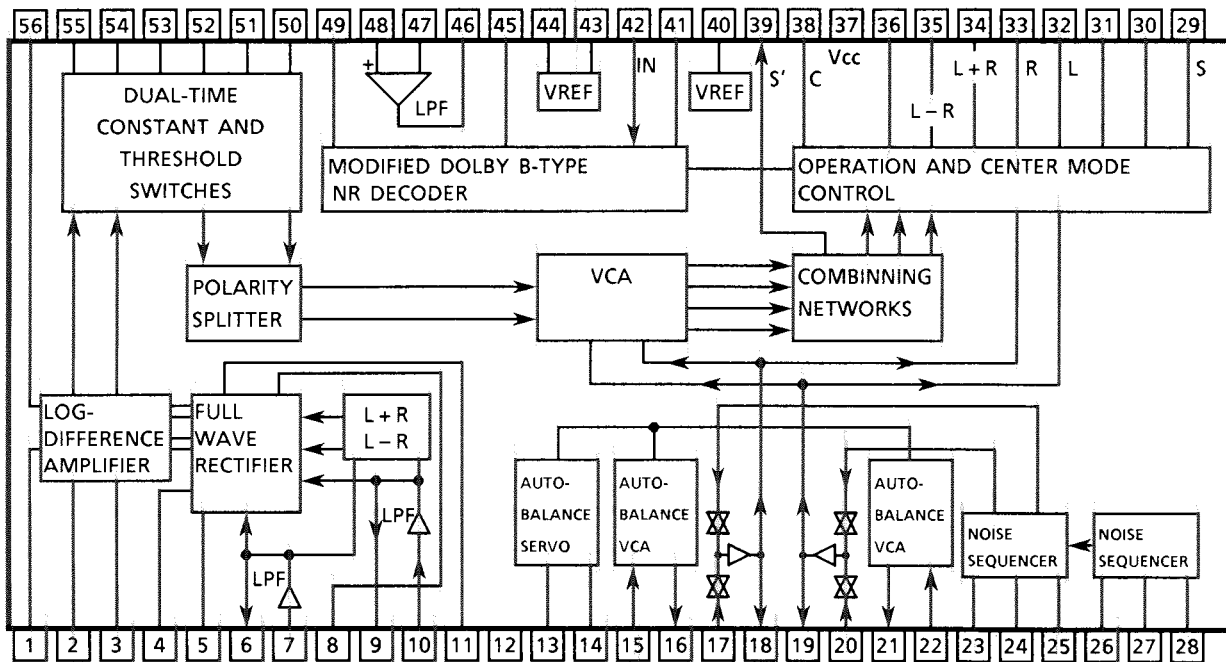 56 55 54 53 52 51 50 49 48 47 46 45 44 43 42 41 40 39 38 37 36 35 34 33 32 31 30 29
DUAL-TIME
CONSTANT AND
THRESHOLD
SWITCHES
+
LPF
VREF
IN
VREF
S'
C
Vcc
L-R
L+R
R
L
S
MODIFIED DOLBY B-TYPE
NR DECODER
OPERATION AND CENTER MODE
CONTROL
POLARITY
SPLITTER
VCA
COMBINNING
NETWORKS
LOG-
DIFFERENCE
AMPLIFIER
FULL
WAVE
RECTIFIER
L+R
L-R
LPF
LPF
AUTO-
BALANCE
SERVO
AUTO-
BALANCE
VCA
AUTO-
BALANCE
VCA
NOISE
SEQUENCER
NOISE
SEQUENCER
1 2 3 4 5 6 7 8 9 10 11 12 13 14 15 16 17 18 19 20 21 22 23 24 25 26 27 28